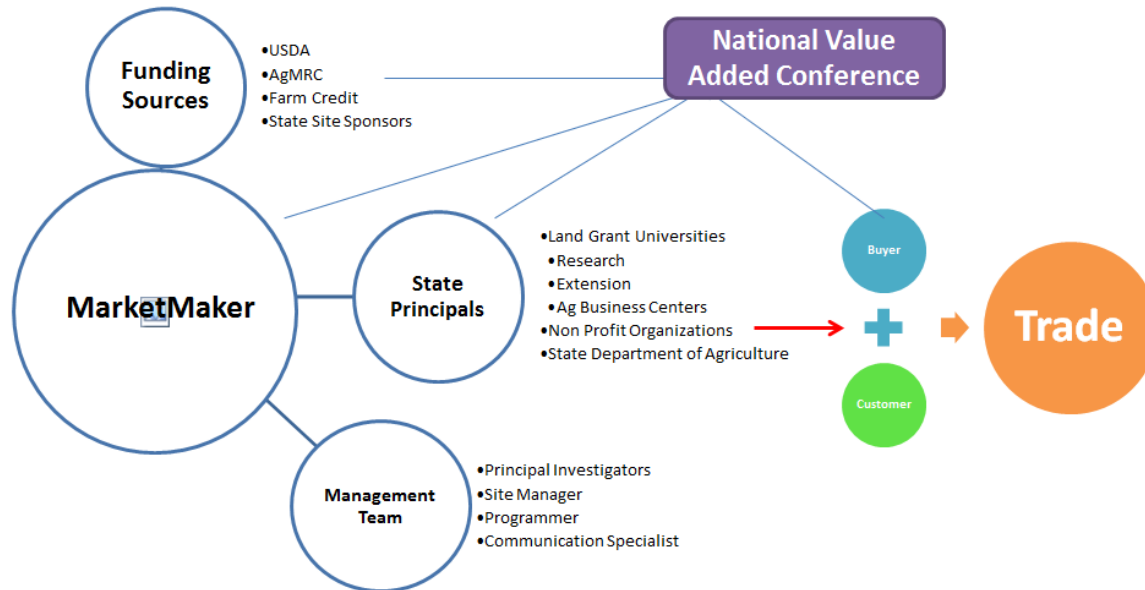 Funding
Sources
•USDA
•AgMRC
•Farm Credit
•State Site Sponsors
National Value
Added Conference
MarketMaker
State
Principals
•Land Grant Universities
•Research
•Extension
•Ag Business Centers
•Non Profit Organizations
•State Department of Agriculture
Buyer
Customer
Trade
Management
Team
•Principal Investigators
•Site Manager
•Programmer
•Communication Specialist